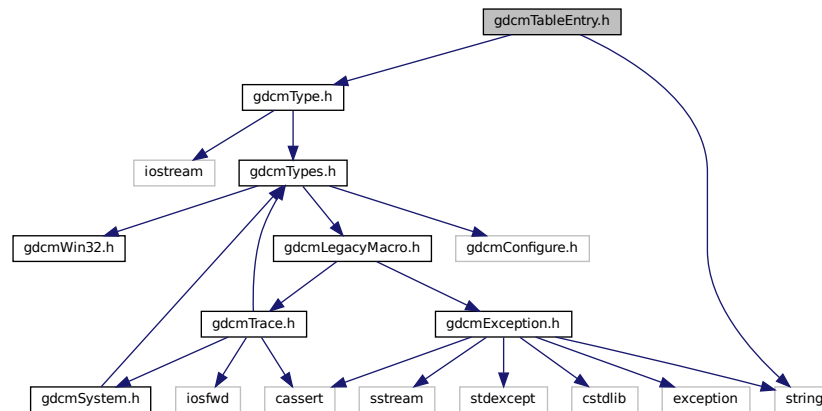 gdcmTableEntry.h
gdcmType.h
iostream
gdcmTypes.h
gdcmWin32.h
gdcmLegacyMacro.h
gdcmConfigure.h
gdcmTrace.h
gdcmException.h
gdcmSystem.h
iosfwd
cassert
sstream
stdexcept
cstdlib
exception
string